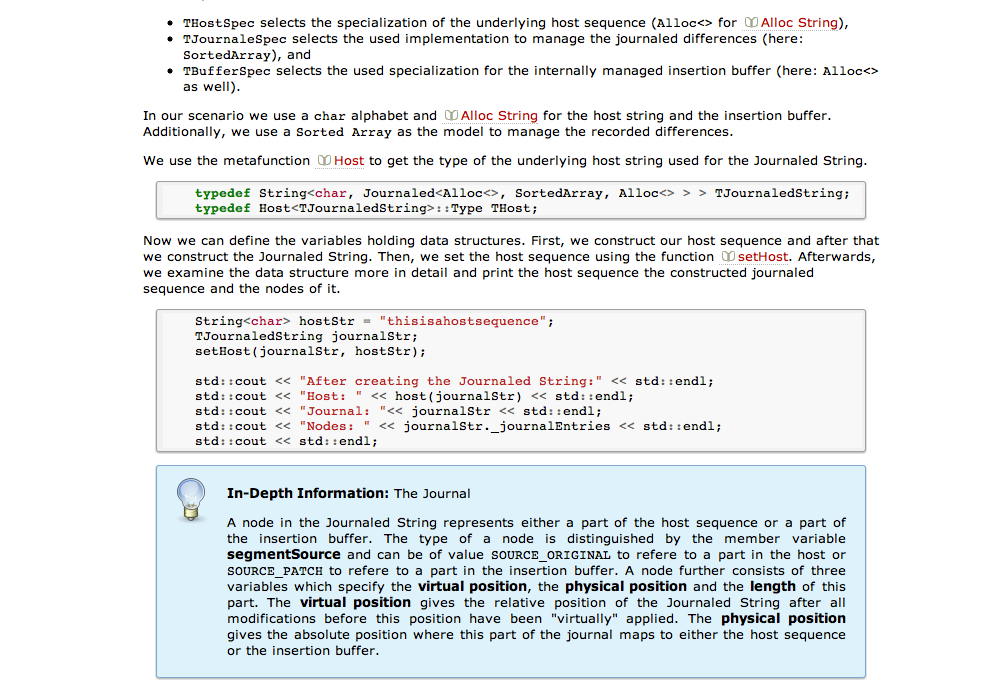 • THostSpec selects the specialization of the underlying host sequence (Alloc<> for Alloc String),
• TJournaleSpec selects the used implementation to manage the journaled differences (here:
SortedArray), and
• TBufferSpec selects the used specialization for the internally managed insertion buffer (here: Alloc<>
as well).
In our scenario we use a char alphabet and Alloc String for the host string and the insertion buffer.
Additionally, we use a Sorted Array as the model to manage the recorded differences.
We use the metafunction Host to get the type of the underlying host string used for the Journaled String.
typedef String<char, Journaled<Alloc<>, SortedArray, Alloc<> > > TJournaledString;
typedef Host<TJournaledString>::Type THost;
Now we can define the variables holding data structures. First, we construct our host sequence and after that
we construct the Journaled String. Then, we set the host sequence using the function setHost. Afterwards,
we examine the data structure more in detail and print the host sequence the constructed journaled
sequence and the nodes of it.
String<char> hostStr = "thisisahostsequence";
TJournaledString journalStr;
setHost(journalStr, hostStr);
std::cout << "After creating the Journaled String:" << std::endl;
std::cout << "Host: " << host(journalStr) << std::endl;
std::cout << "Journal: "<< journalStr << std::endl;
std::cout << "Nodes: " << journalStr._journalEntries << std::endl;
std::cout << std::endl;
In-Depth Information: The Journal
A node in the Journaled String represents either a part of the host sequence or a part of
the insertion buffer. The type of a node is distinguished by the member variable
segmentSource and can be of value SOURCE_ORIGINAL to refere to a part in the host or
SOURCE_PATCH to refere to a part in the insertion buffer. A node further consists of three
variables which specify the virtual position, the physical position and the length of this
part. The virtual position gives the relative position of the Journaled String after all
modifications before this position have been "virtually" applied. The physical position
gives the absolute position where this part of the journal maps to either the host sequence
or the insertion buffer.